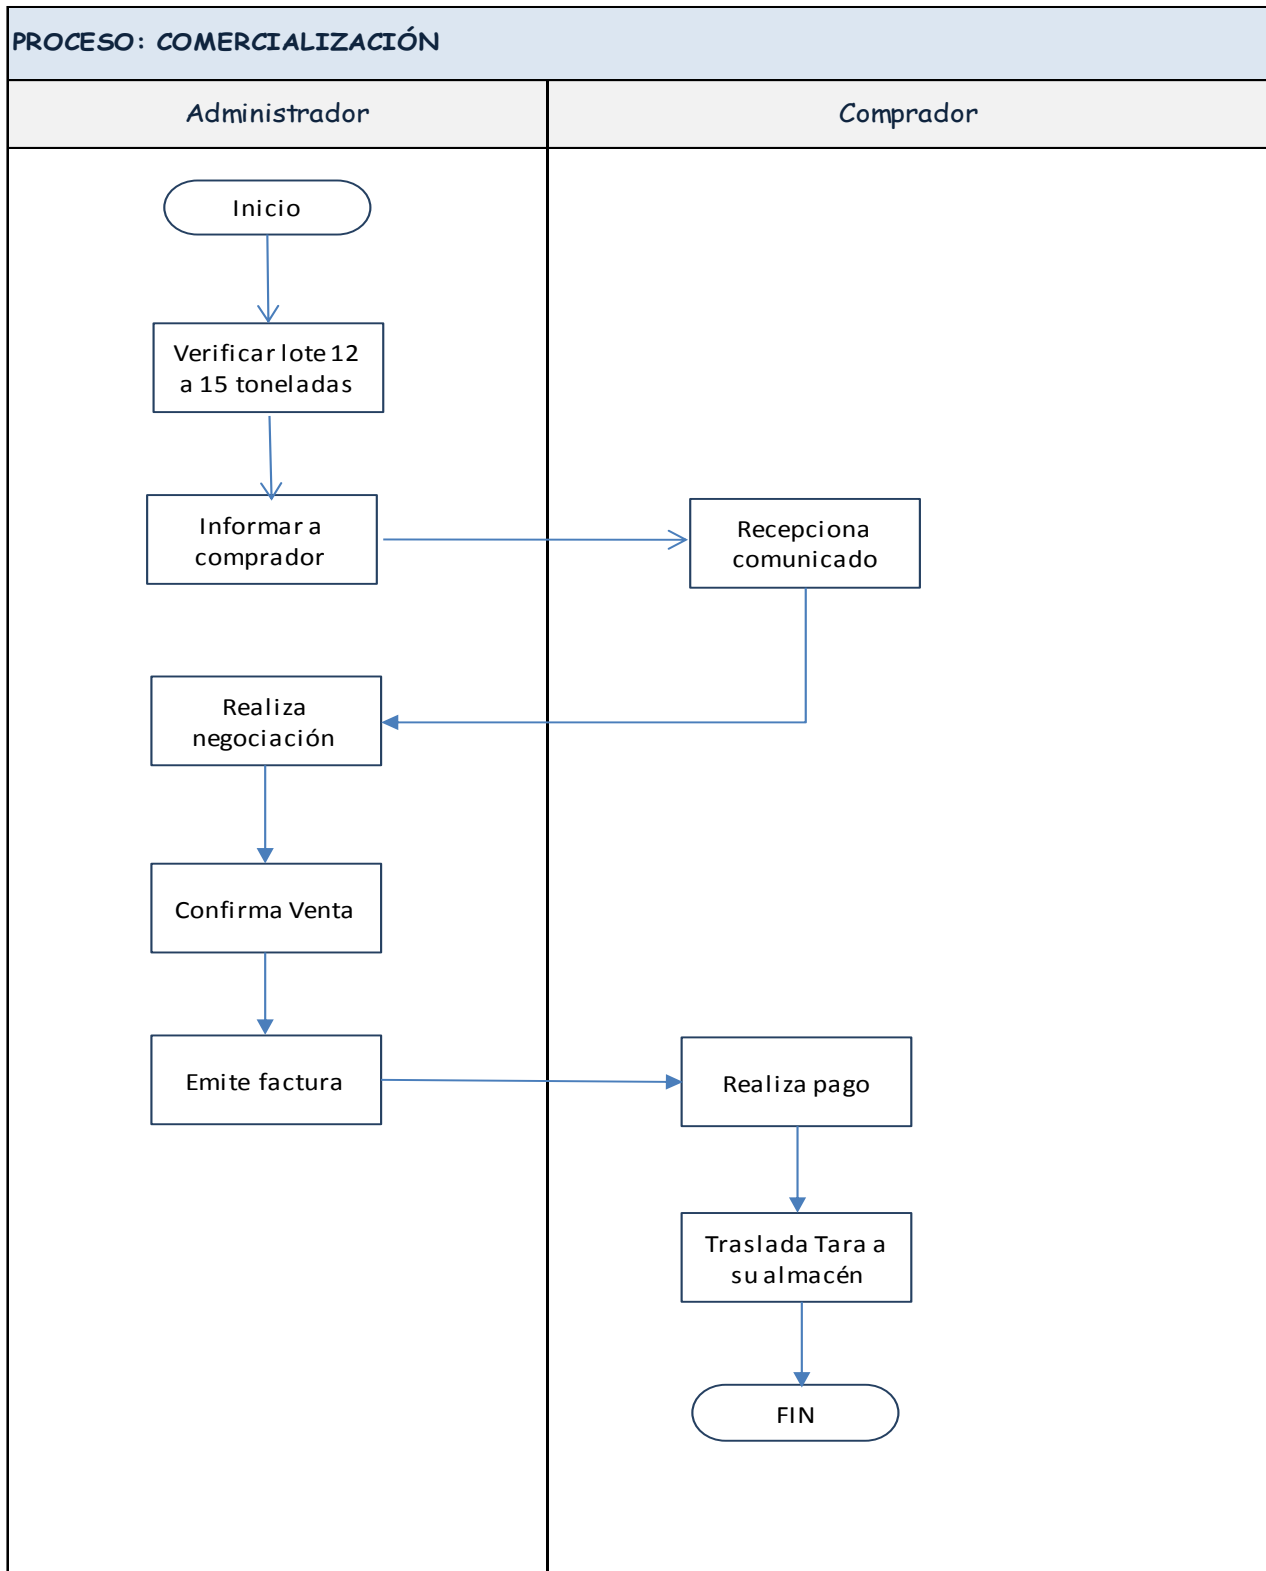 PROCESO: COMERCIALIZACIÓN
Administrador
Comprador
Inicio
Verificar lote 12
a 15 toneladas
Informar a
comprador
Recepciona
comunicado
Realiza
negociación
Confirma Venta
Emite factura
Realiza pago
Traslada Tara a
su almacén
FIN